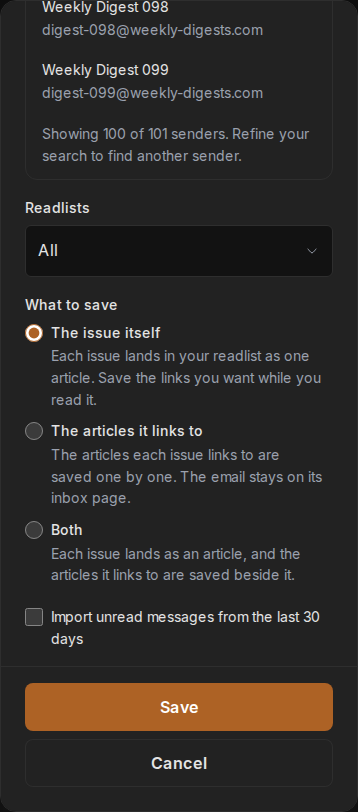 Weekly Digest 098
digest-098@weekly-digests.com
Weekly Digest 099
digest-099@weekly-digests.com
Showing 100 of 101 senders. Refine your
search to find another sender.
Readlists
All
What to save
The issue itself
Each issue lands in your readlist as one
article. Save the links you want while you
read it.
The articles it links to
The articles each issue links to are
saved one by one. The email stays on its
inbox page.
Both
Each issue lands as an article, and the
articles it links to are saved beside it.
Import unread messages from the last 30
days
Save
Cancel